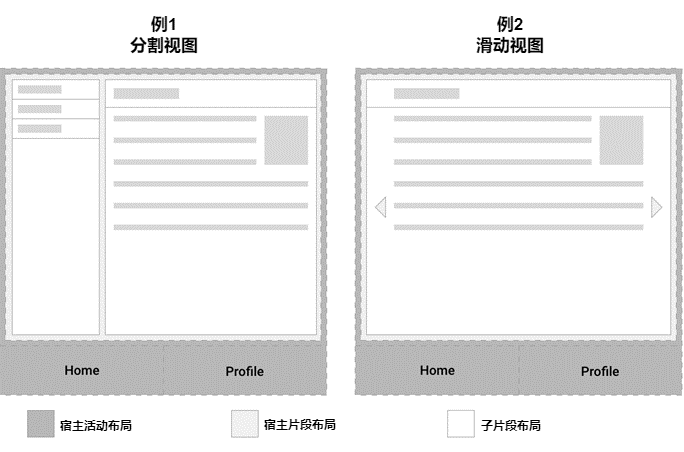 例1
分割视图
例2
滑动视图
Home
Profile
Home
Profile
宿主活动布局
宿主片段布局
子片段布局